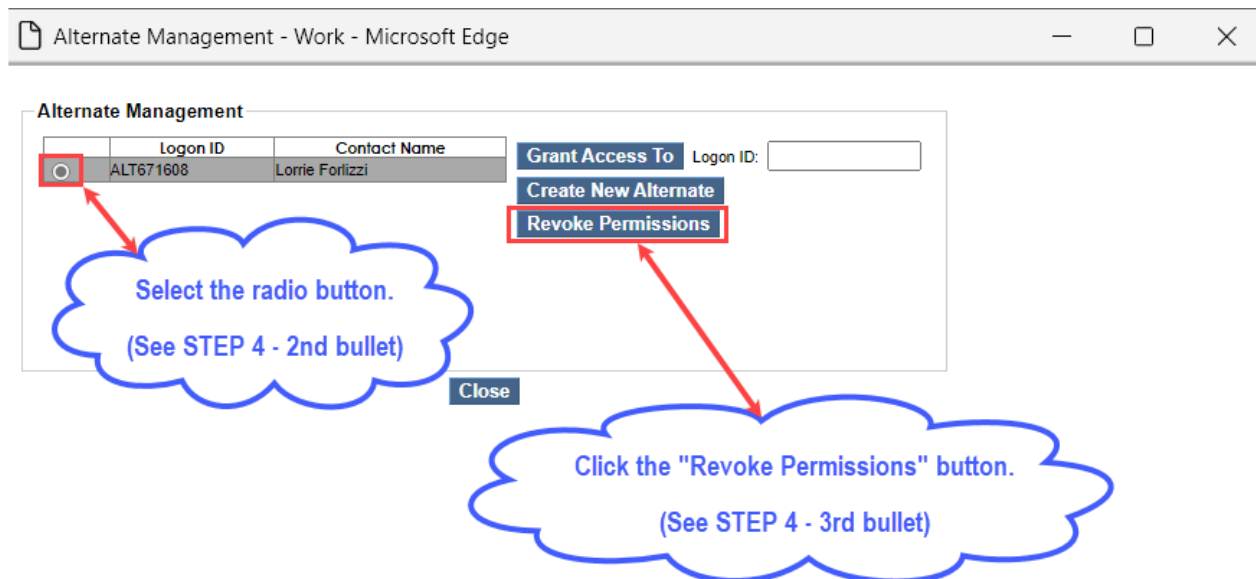 Alternate Management - Work - Microsoft Edge
Alternate Management
Logon ID Contact Name
ALT671608 Lorrie Forlizzi
Grant Access To Logon ID:
Create New Alternate
Revoke Permissions
Select the radio button.
(See STEP 4 - 2nd bullet)
Close
Click the "Revoke Permissions" button.
(See STEP 4 - 3rd bullet)